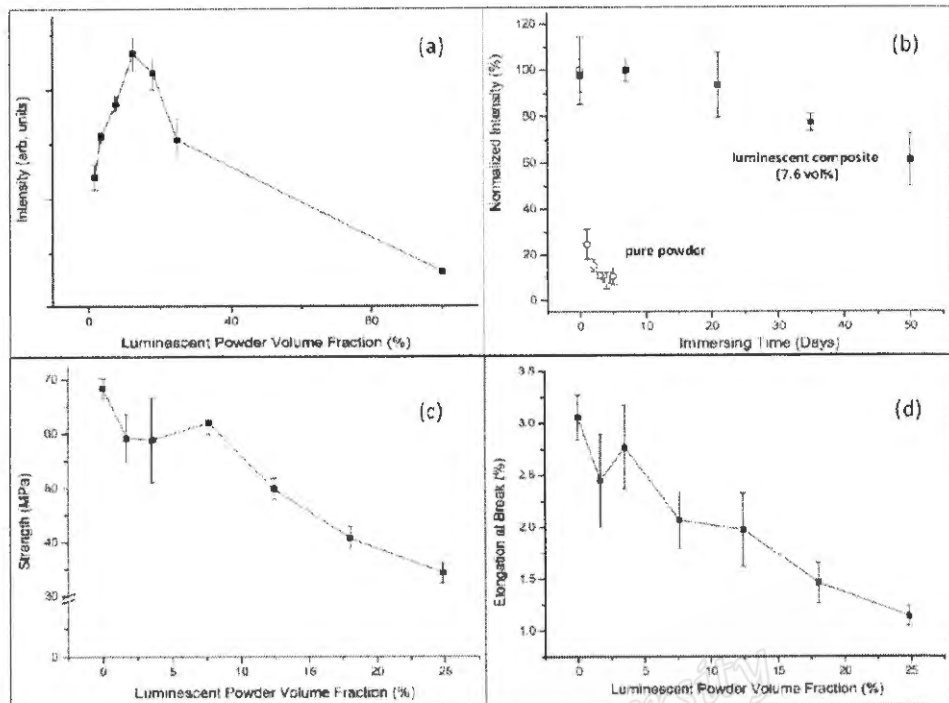 (a)
Intensity (arb. units)
0 40 80
Luminescent Powder Volume Fraction (%)
(b)
120
100
80
60
40
20
0
Normalized Intensity (%)
luminescent composite
(7.6 vol%)
pure powder
0 10 20 30 40 50
Immersing Time (Days)
(c)
70
60
50
40
30
0
Strength (MPa)
0 5 10 15 20 25
Luminescent Powder Volume Fraction (%)
(d)
3.5
3.0
2.5
2.0
1.5
1.0
Elongation at Break (%)
0 5 10 15 20 25
Luminescent Powder Volume Fraction (%)